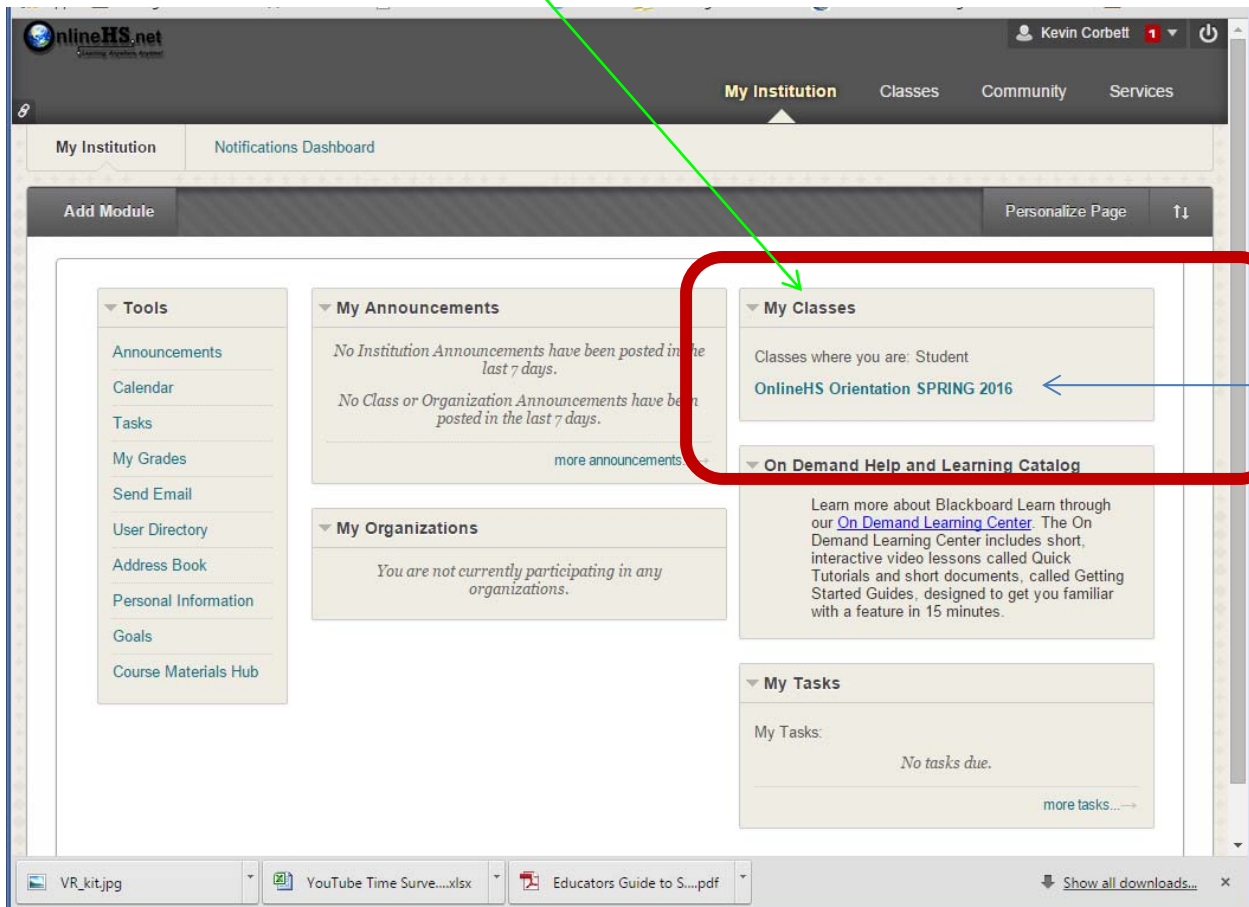 OnlineHS.net
Kevin Corbett 1
My Institution Classes Community Services
My Institution Notifications Dashboard
Add Module Personalize Page
Tools
Announcements
Calendar
Tasks
My Grades
Send Email
User Directory
Address Book
Personal Information
Goals
Course Materials Hub
My Announcements
No Institution Announcements have been posted in the
last 7 days.
No Class or Organization Announcements have been
posted in the last 7 days.
more announcements...→
My Organizations
You are not currently participating in any
organizations.
My Classes
Classes where you are: Student
OnlineHS Orientation SPRING 2016
On Demand Help and Learning Catalog
Learn more about Blackboard Learn through
our On Demand Learning Center. The On
Demand Learning Center includes short,
interactive video lessons called Quick
Tutorials and short documents, called Getting
Started Guides, designed to get you familiar
with a feature in 15 minutes.
My Tasks
My Tasks:
No tasks due.
more tasks...→
VR_kit.jpg YouTube Time Surve....xlsx Educators Guide to S....pdf Show all downloads...